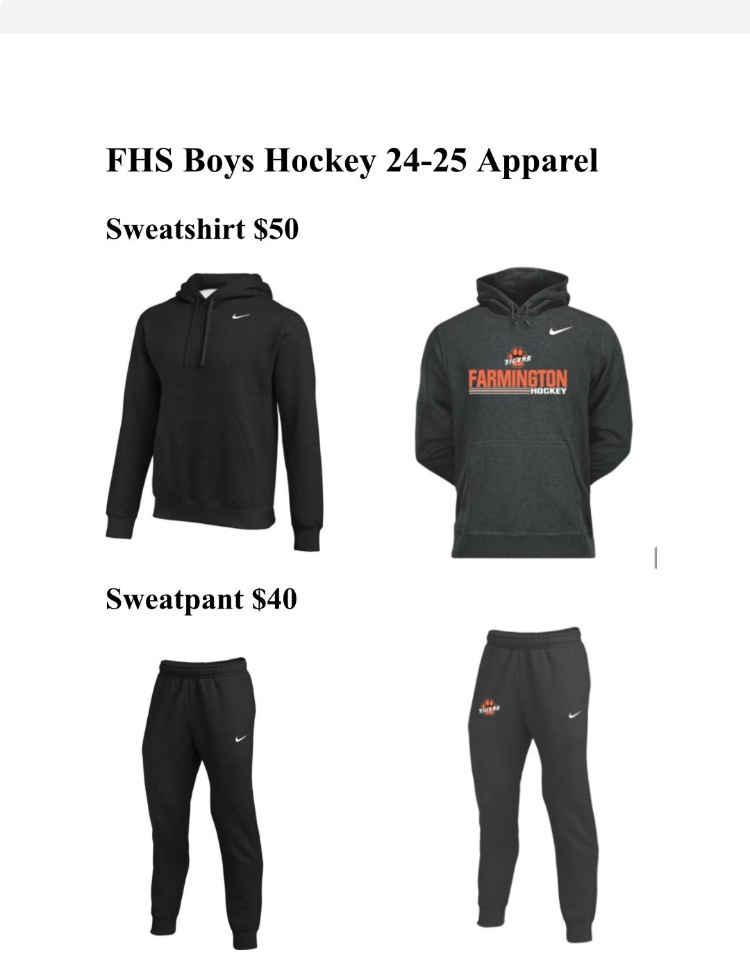 FHS Boys Hockey 24-25 Apparel
Sweatshirt $50
TIGERS
FARMINGTON
HOCKEY
Sweatpant $40
TIGERS